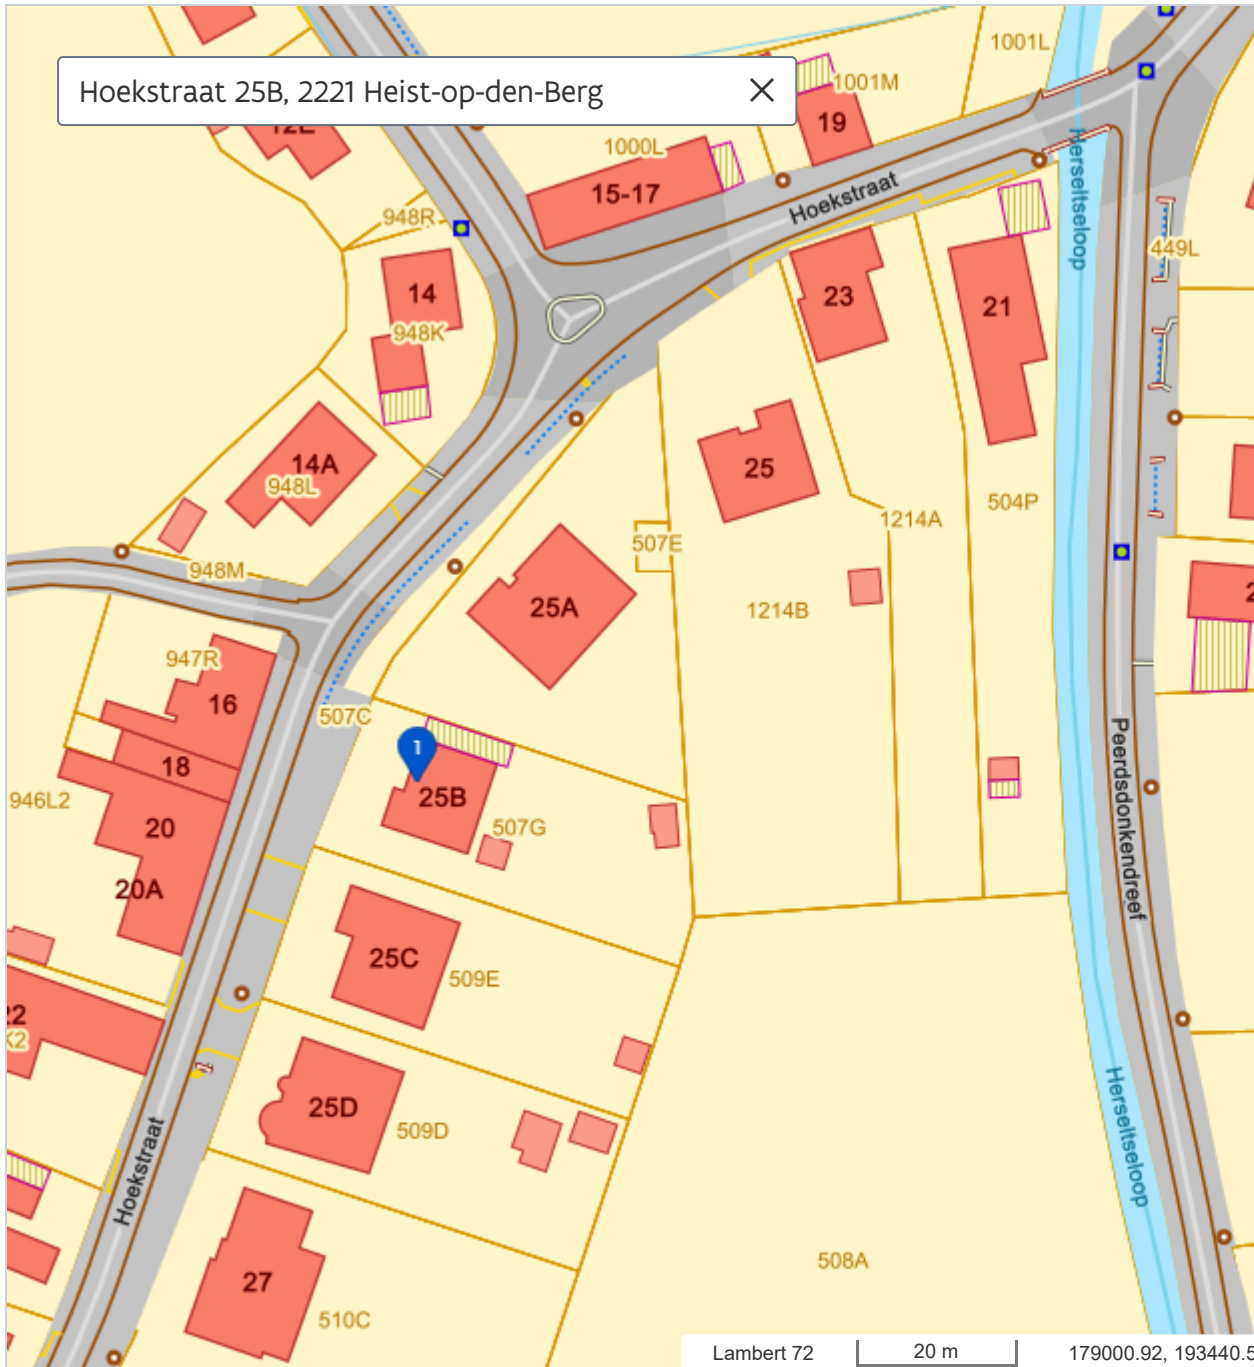 1001L
Hoekstraat 25B, 2221 Heist-op-den-Berg
1001M
12E
19
1000L
15-17
Hoekstraat
Herseltseloop
948R
449L
14
948K
23
21
14A
948L
25
504P
1214A
507E
948M
25A
1214B
947R
16
507C
1
18
25B
946L2
20
507G
20A
Peerdsdonkendreef
25C
509E
22
K2
25D
509D
Herseltseloop
Hoekstraat
27
508A
510C
Lambert 72
20 m
179000.92, 193440.5